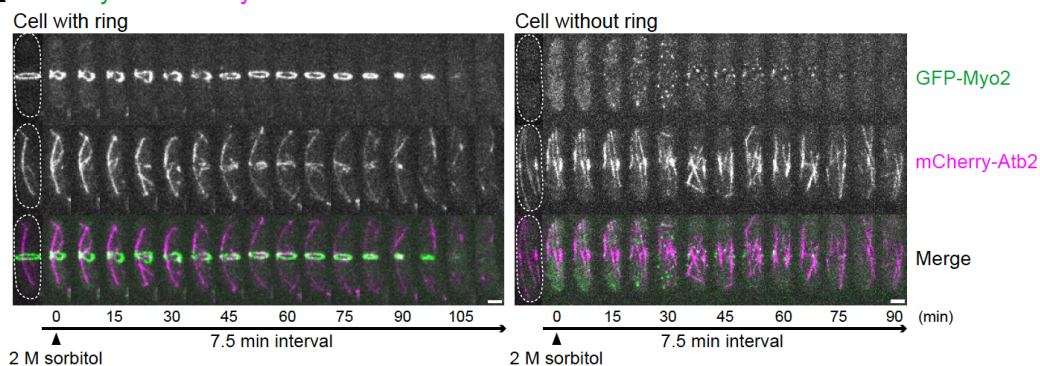 Cell with ring
Cell without ring
GFP-Myo2
mCherry-Atb2
Merge
0 15 30 45 60 75 90 105
0 15 30 45 60 75 90 (min)
7.5 min interval
7.5 min interval
2 M sorbitol
2 M sorbitol